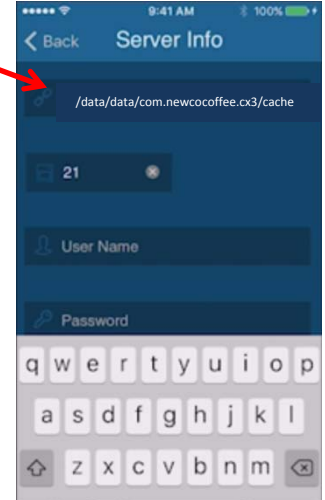 9:41 AM 100%
Back Server Info
/data/data/com.newcocoffee.cx3/cache
21
User Name
Password
q w e r t y u i o p
a s d f g h j k l
z x c v b n m